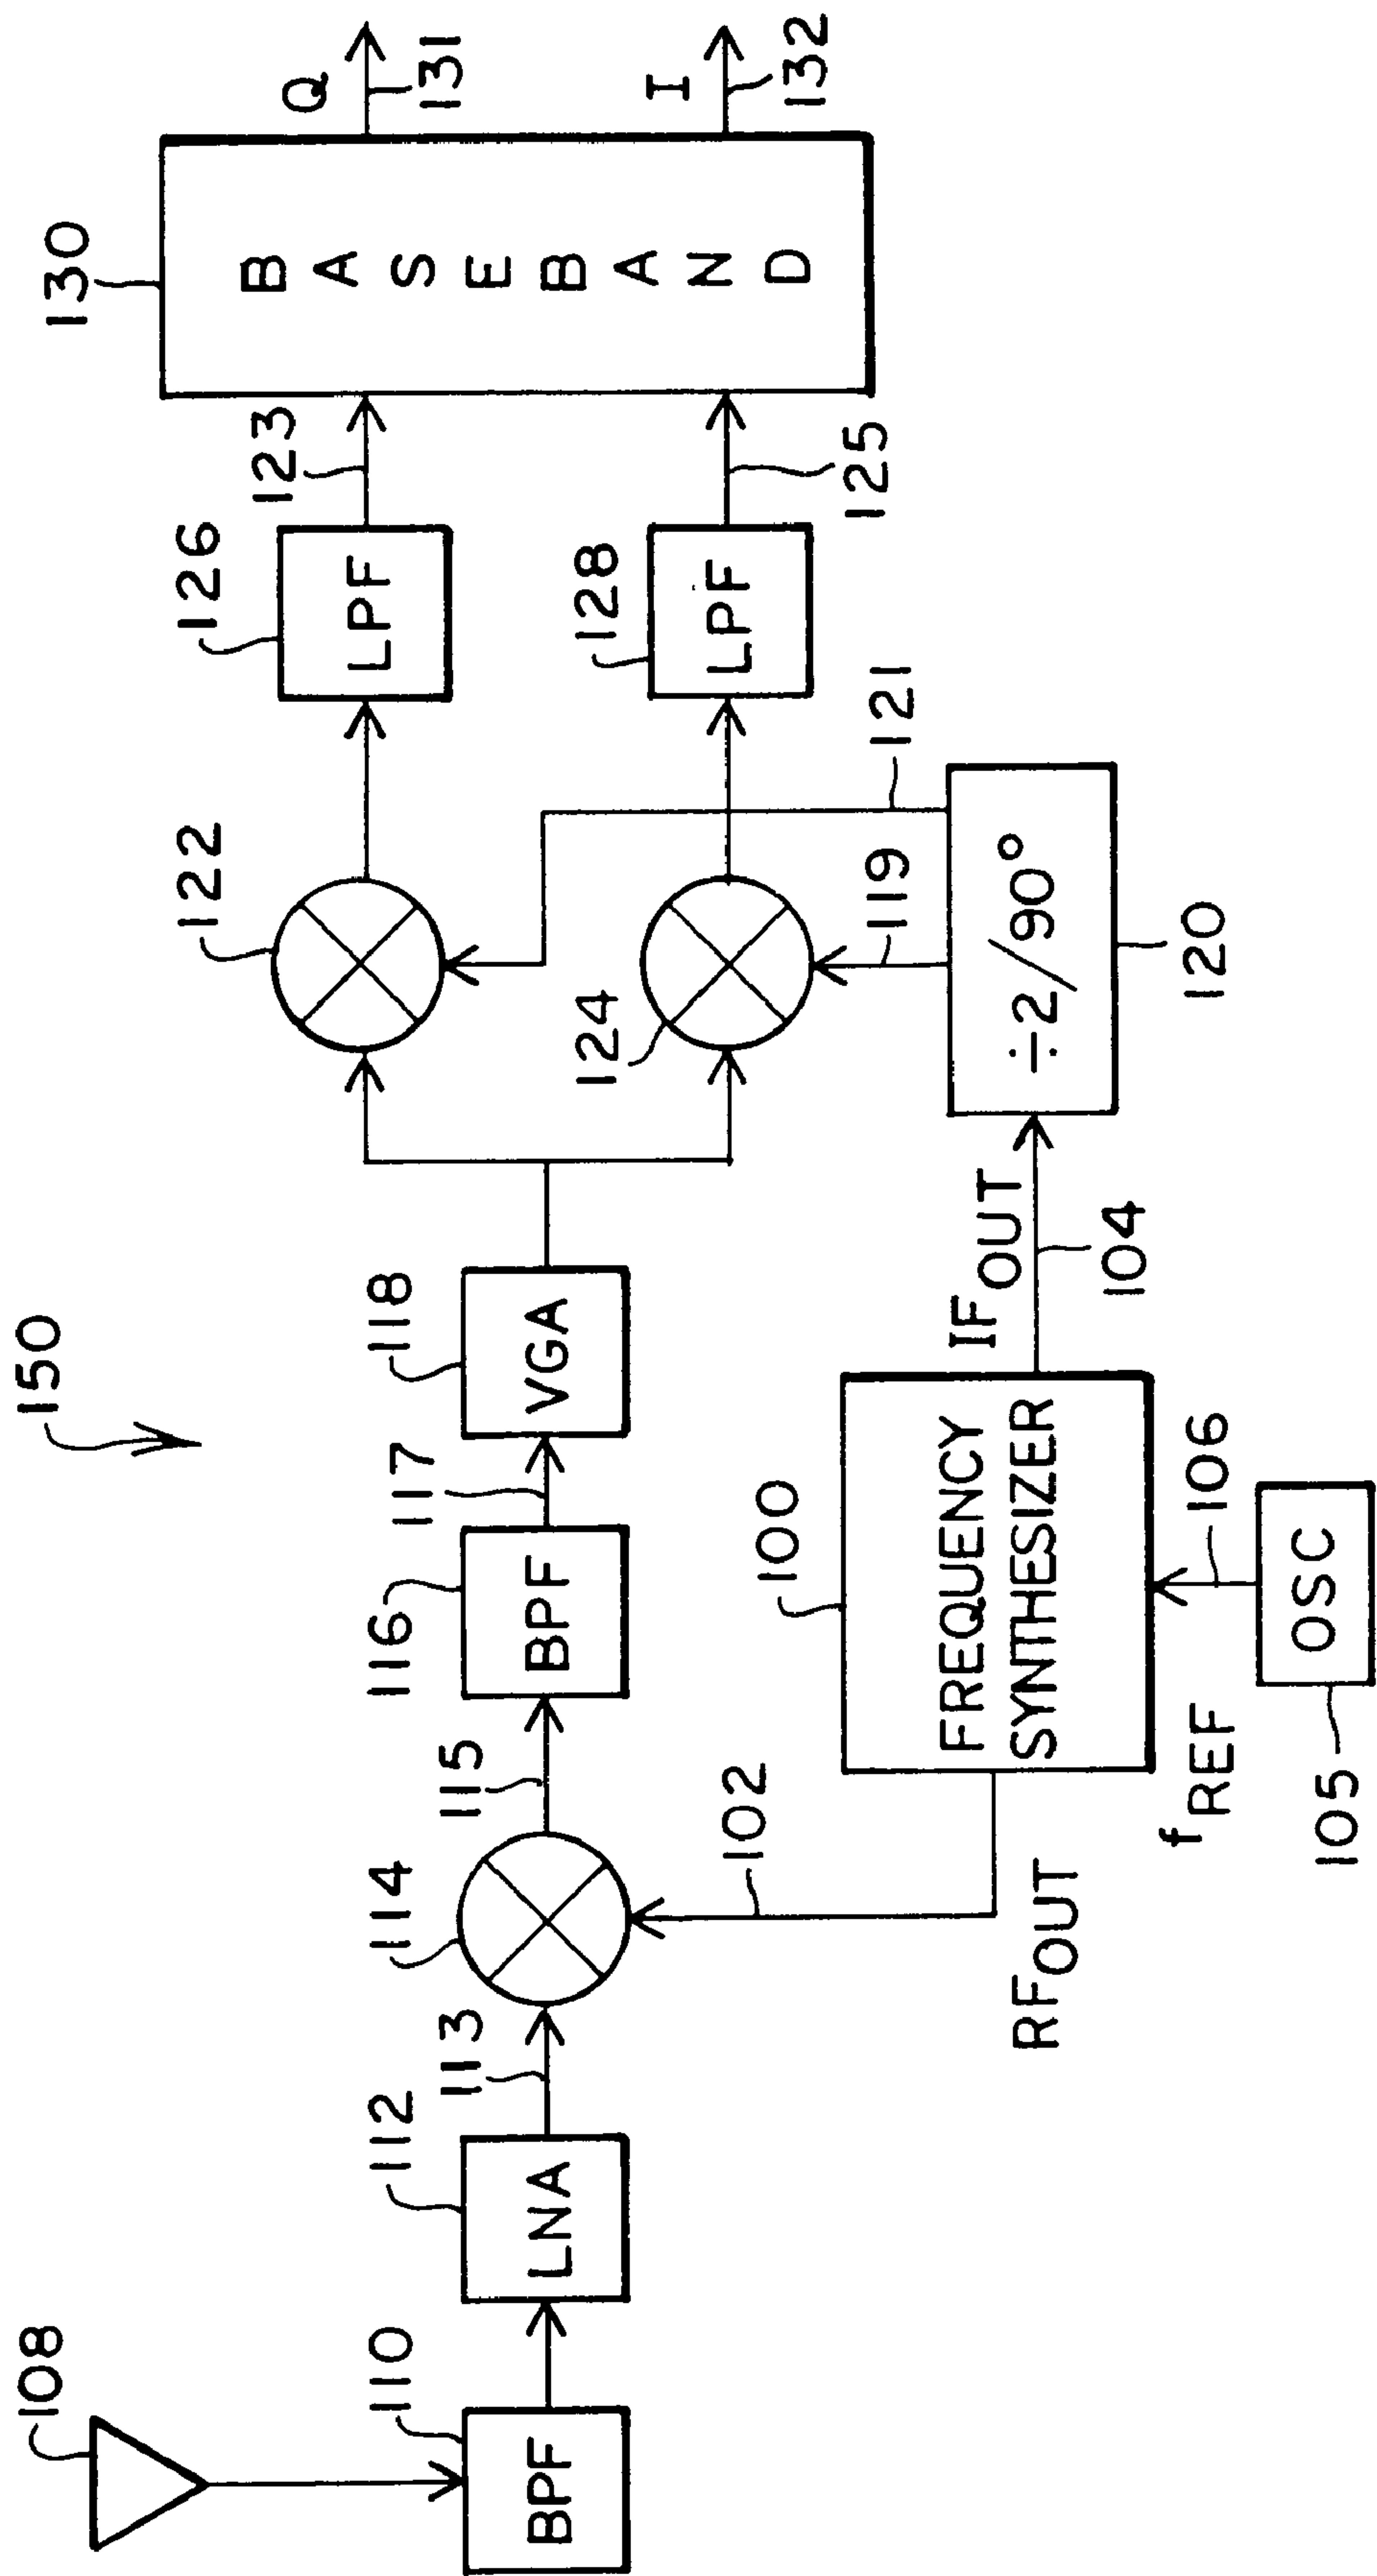 150
108
110
BPF
112
LNA
113
114
115
116
BPF
117
118
VGA
122
124
126
LPF
128
LPF
123
125
130
BASEBAND
Q
131
I
132
102
RFOUT
100
FREQUENCY
SYNTHESIZER
IFOUT
104
119
121
÷2/90°
120
106
fREF
OSC
105